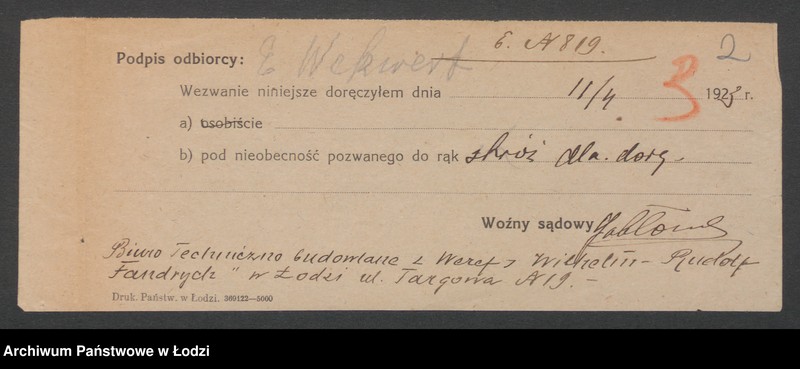 6. N 819.
2
Podpis odbiorcy: E Wekwert
Wezwanie niniejsze doręczyłem dnia 11/4 1923 r.
3
a) osobiście
b) pod nieobecność pozwanego do rąk stróż dla. dorę.
Woźny sądowy
Biuro Techniczno budowlane Wilhelm - Rudolf
Fandrych" w Łodzi ul. Targowa N 19. -
Druk. Państw. w Łodzi. 369122—5000
Archiwum Państwowe w Łodzi